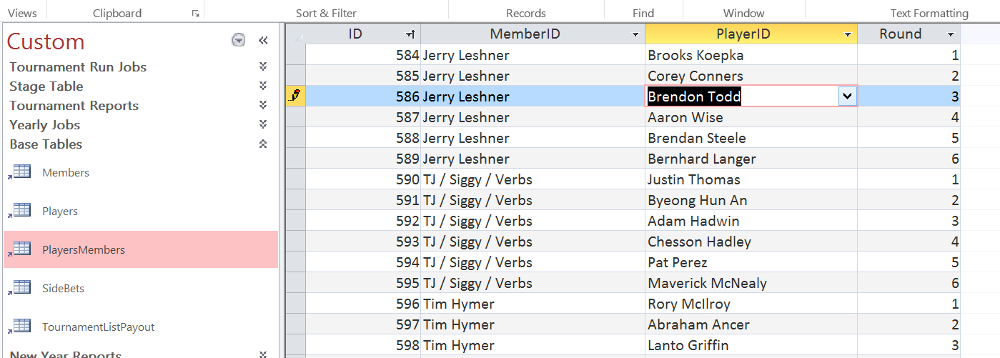 Views Clipboard Sort & Filter Records Find Window Text Formatting
Custom
Tournament Run Jobs
Stage Table
Tournament Reports
Yearly Jobs
Base Tables
Members
Players
PlayersMembers
SideBets
TournamentListPayout
New Year Reports
ID MemberID PlayerID Round
584 Jerry Leshner Brooks Koepka 1
585 Jerry Leshner Corey Conners 2
586 Jerry Leshner Brendon Todd 3
587 Jerry Leshner Aaron Wise 4
588 Jerry Leshner Brendan Steele 5
589 Jerry Leshner Bernhard Langer 6
590 TJ / Siggy / Verbs Justin Thomas 1
591 TJ / Siggy / Verbs Byeong Hun An 2
592 TJ / Siggy / Verbs Adam Hadwin 3
593 TJ / Siggy / Verbs Chesson Hadley 4
594 TJ / Siggy / Verbs Pat Perez 5
595 TJ / Siggy / Verbs Maverick McNealy 6
596 Tim Hymer Rory McIlroy 1
597 Tim Hymer Abraham Ancer 2
598 Tim Hymer Lanto Griffin 3